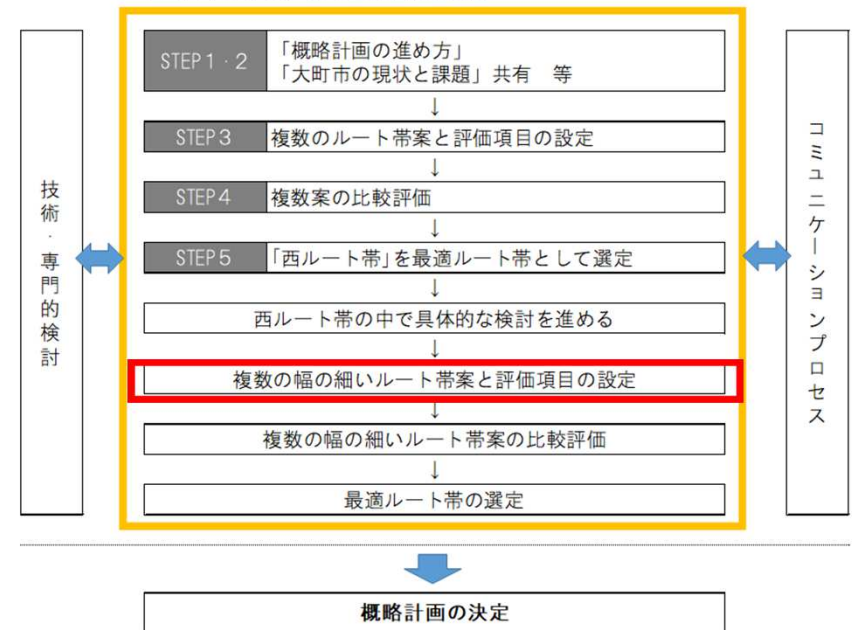 STEP1・2
「概略計画の進め方」
「大町市の現状と課題」共有　等
↓
STEP3
複数のルート帯案と評価項目の設定
↓
STEP4
複数案の比較評価
↓
STEP5
「西ルート帯」を最適ルート帯として選定
↓
西ルート帯の中で具体的な検討を進める
↓
複数の幅の細いルート帯案と評価項目の設定
↓
複数の幅の細いルート帯案の比較評価
↓
最適ルート帯の選定
技術・専門的検討
コミュニケーションプロセス
概略計画の決定